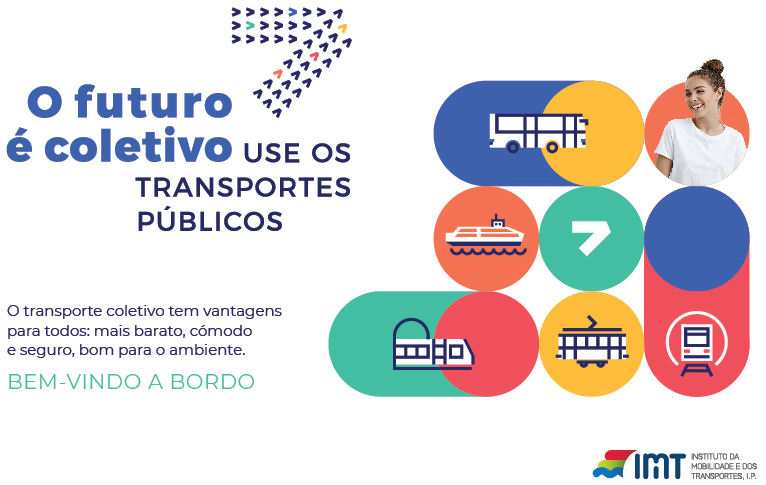 O futuro
é coletivo USE OS
TRANSPORTES
PÚBLICOS
O transporte coletivo tem vantagens
para todos: mais barato, cómodo
e seguro, bom para o ambiente.
BEM-VINDO A BORDO
IMT INSTITUTO DA
MOBILIDADE E DOS
TRANSPORTES, I.P.